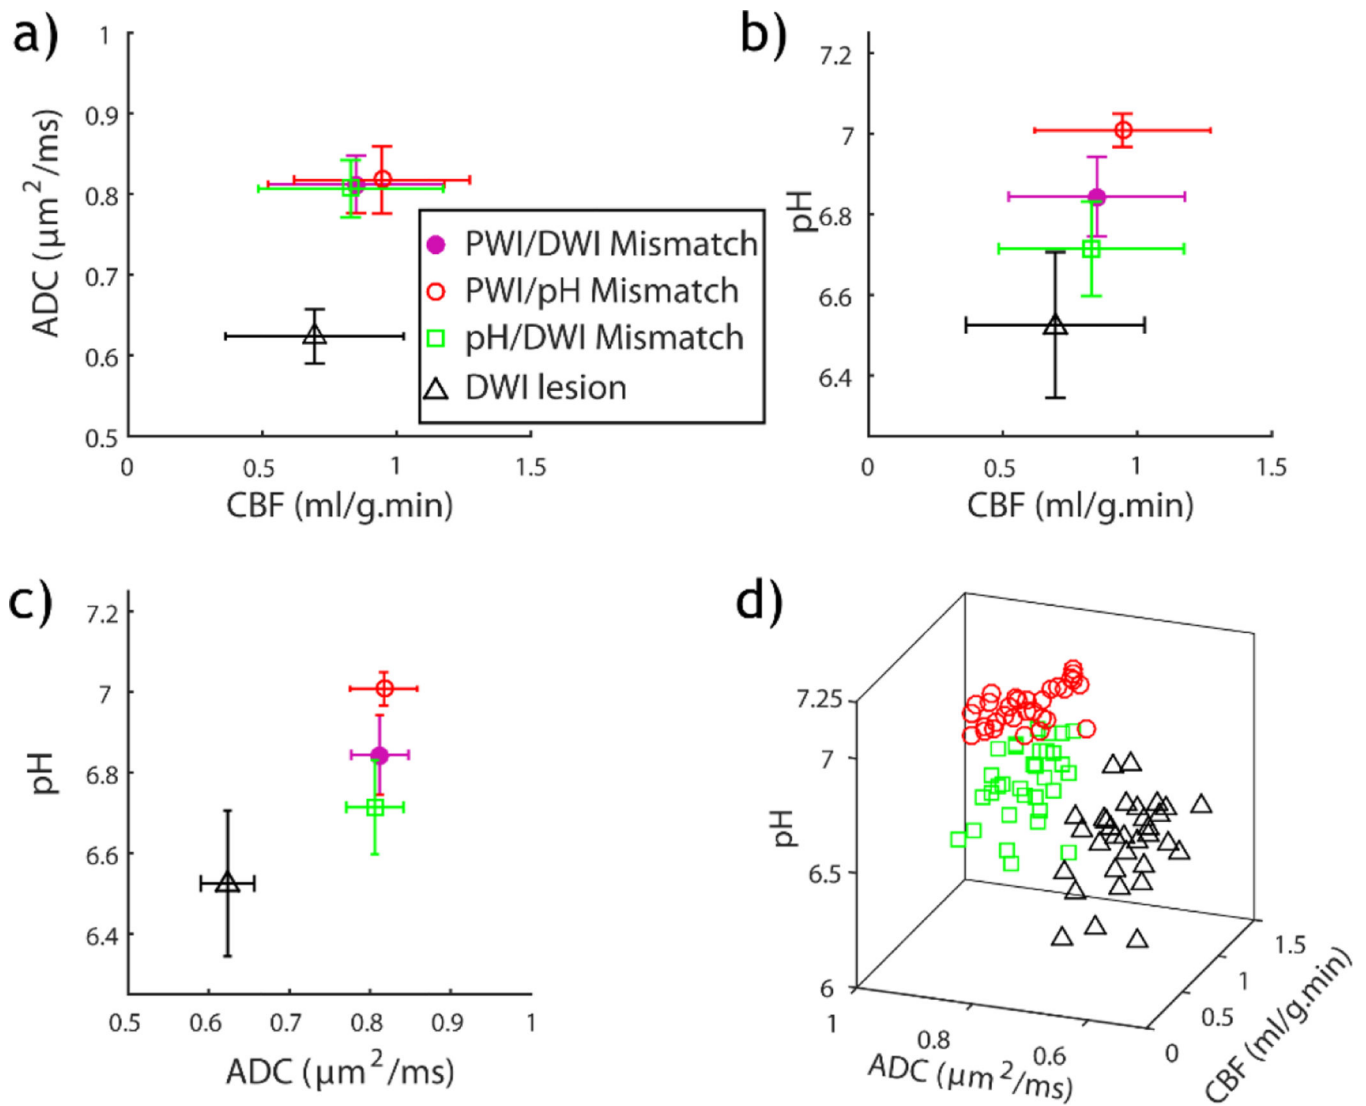 a)
1
0.9
0.8
0.7
0.6
0.5
ADC (μm²/ms)
0
0.5
1
1.5
CBF (ml/g.min)
PWI/DWI Mismatch
PWI/pH Mismatch
pH/DWI Mismatch
DWI lesion
b)
7.2
7
6.8
6.6
6.4
pH
0
0.5
1
1.5
CBF (ml/g.min)
c)
7.2
7
6.8
6.6
6.4
pH
0.5
0.6
0.7
0.8
0.9
1
ADC (μm²/ms)
d)
7.25
7
6.5
6
pH
1
0.8
0.6
ADC (μm²/ms)
0
0.5
1
1.5
CBF (ml/g.min)